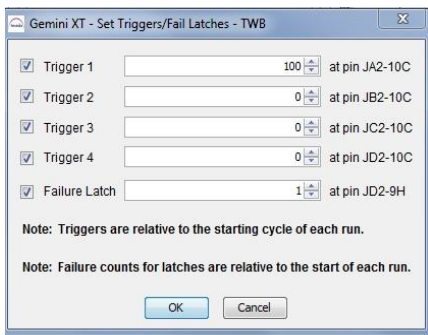 Gemini XT - Set Triggers/Fail Latches - TWB
Trigger 1 100 at pin JA2-10C
Trigger 2 0 at pin JB2-10C
Trigger 3 0 at pin JC2-10C
Trigger 4 0 at pin JD2-10C
Failure Latch 1 at pin JD2-9H
Note: Triggers are relative to the starting cycle of each run.
Note: Failure counts for latches are relative to the start of each run.
OK Cancel